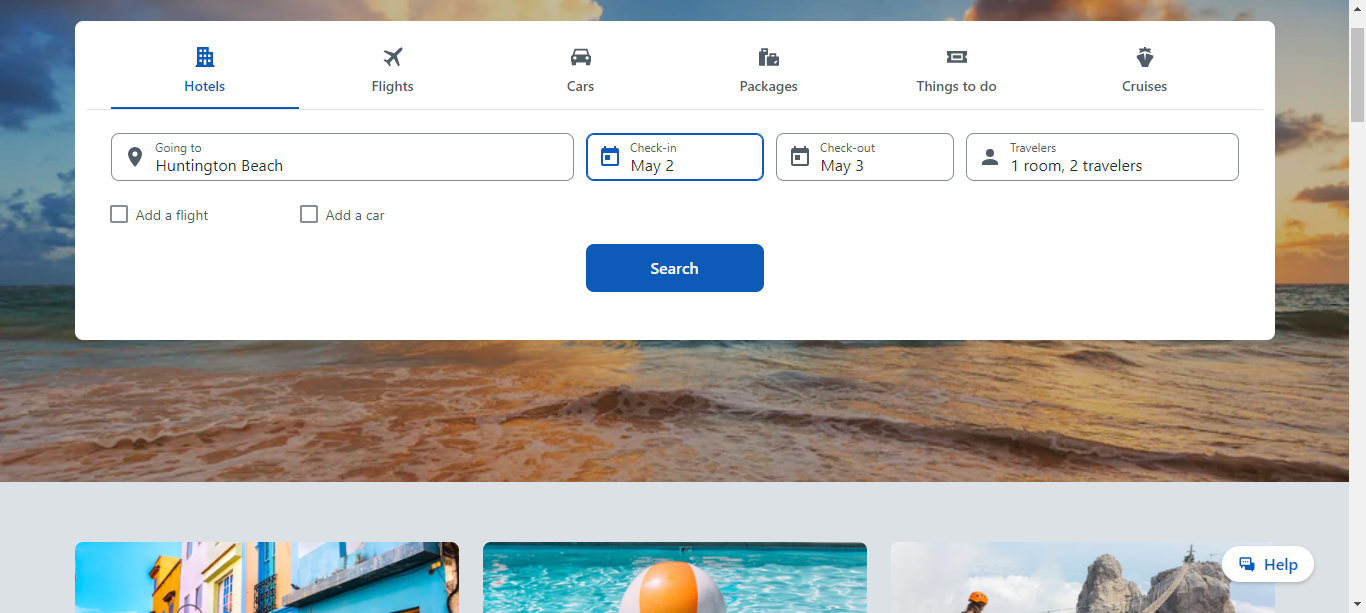 Hotels
Flights
Cars
Packages
Things to do
Cruises
Going to
Huntington Beach
Check-in
May 2
Check-out
May 3
Travelers
1 room, 2 travelers
Add a flight
Add a car
Search
Help